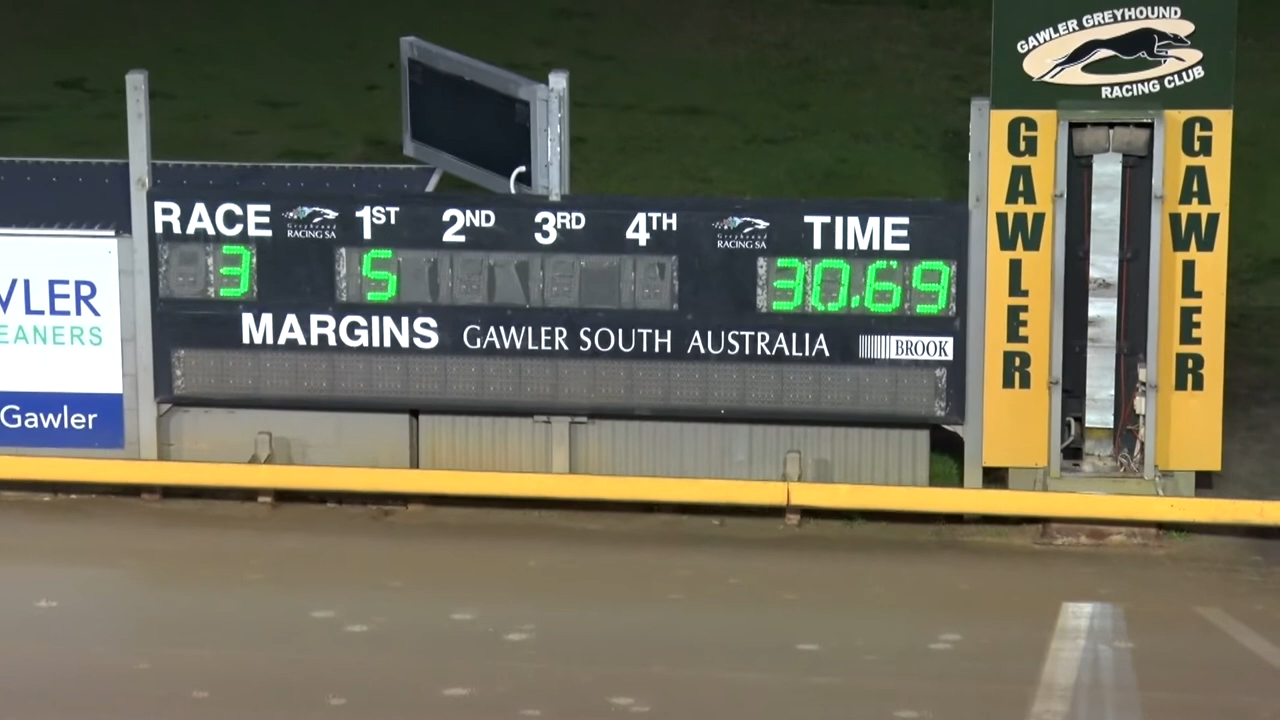 GAWLER GREYHOUND
RACING CLUB
GAWLER
GAWLER
RACE
Greyhound
RACING SA
1ST
2ND
3RD
4TH
Greyhound
RACING SA
TIME
3
5
30.69
MARGINS
GAWLER SOUTH AUSTRALIA
BROOK
WLER
EANERS
Gawler